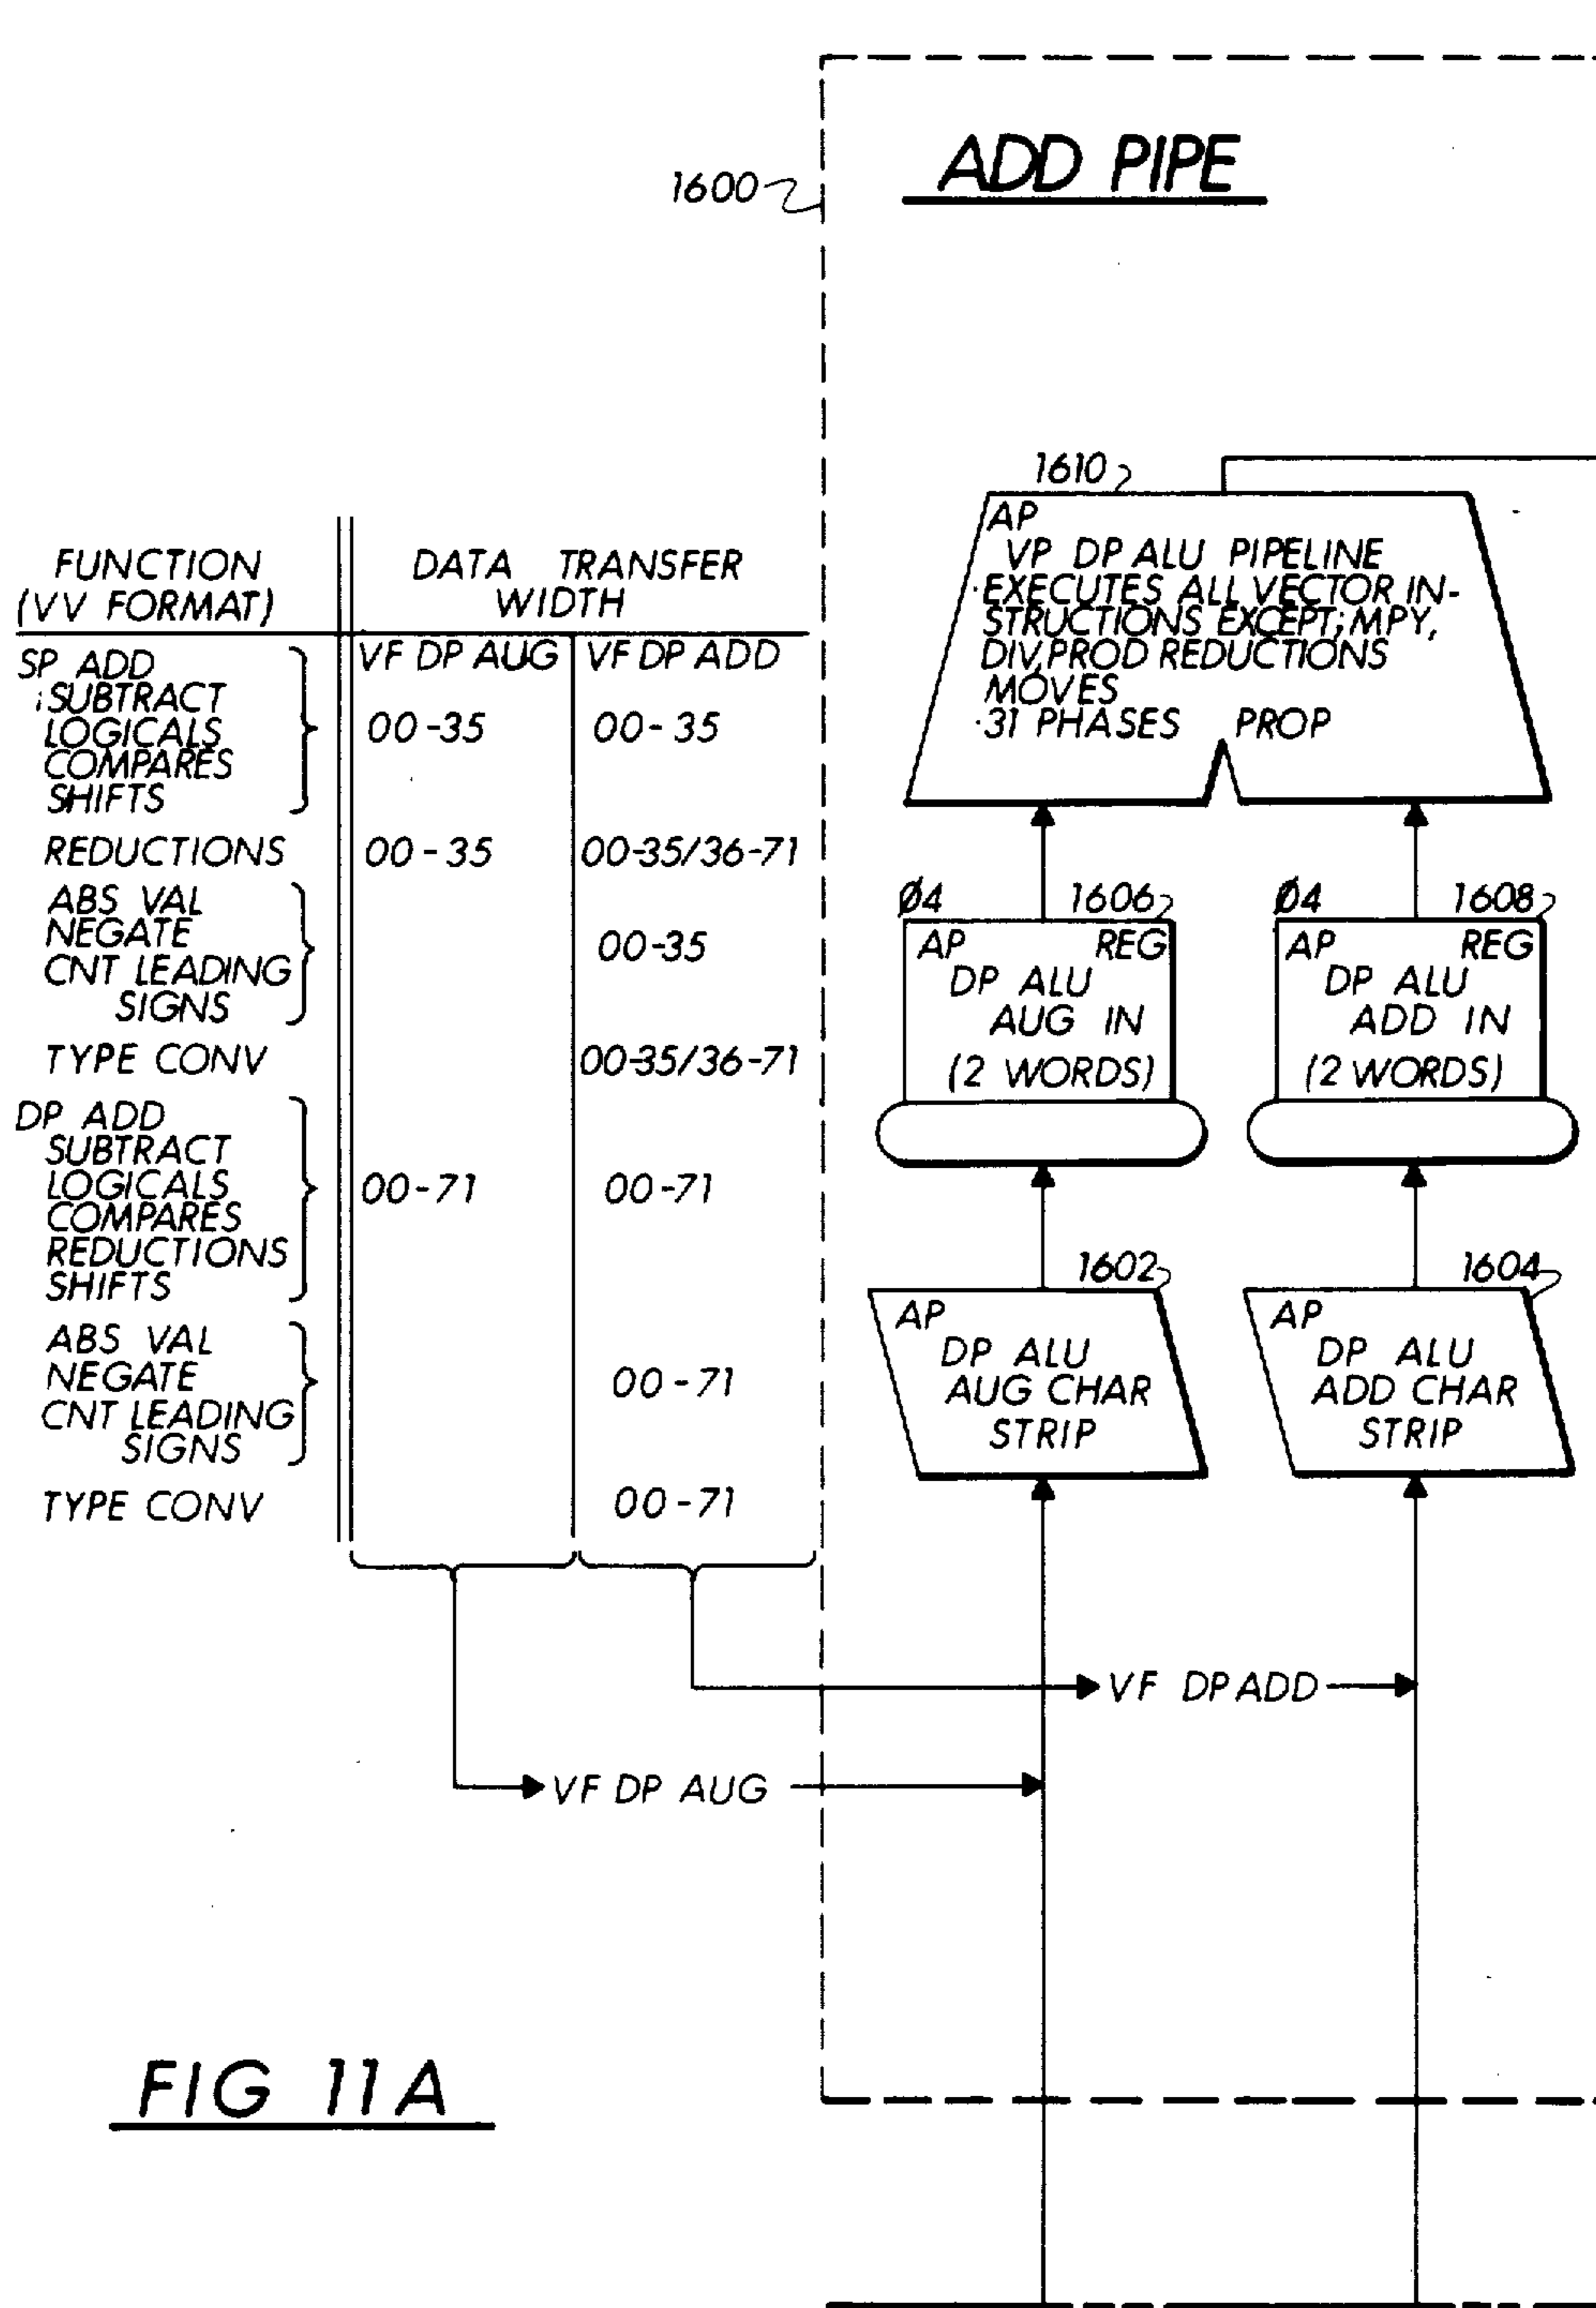 ADD PIPE
1600
1610
AP
VP DP ALU PIPELINE
·EXECUTES ALL VECTOR IN-
STRUCTIONS EXCEPT; MPY,
DIV, PROD REDUCTIONS
MOVES
·31 PHASES PROP
FUNCTION
(VV FORMAT)
DATA TRANSFER
WIDTH
VF DP AUG VF DP ADD
SP ADD
SUBTRACT
LOGICALS
COMPARES
SHIFTS
00-35 00-35
REDUCTIONS 00-35 00-35/36-71
ABS VAL
NEGATE
CNT LEADING
SIGNS
00-35
TYPE CONV 00-35/36-71
DP ADD
SUBTRACT
LOGICALS
COMPARES
REDUCTIONS
SHIFTS
00-71 00-71
ABS VAL
NEGATE
CNT LEADING
SIGNS
00-71
TYPE CONV 00-71
Ø4 1606
AP REG
DP ALU
AUG IN
(2 WORDS)
Ø4 1608
AP REG
DP ALU
ADD IN
(2 WORDS)
1602
AP
DP ALU
AUG CHAR
STRIP
1604
AP
DP ALU
ADD CHAR
STRIP
VF DP ADD
VF DP AUG
FIG 11A